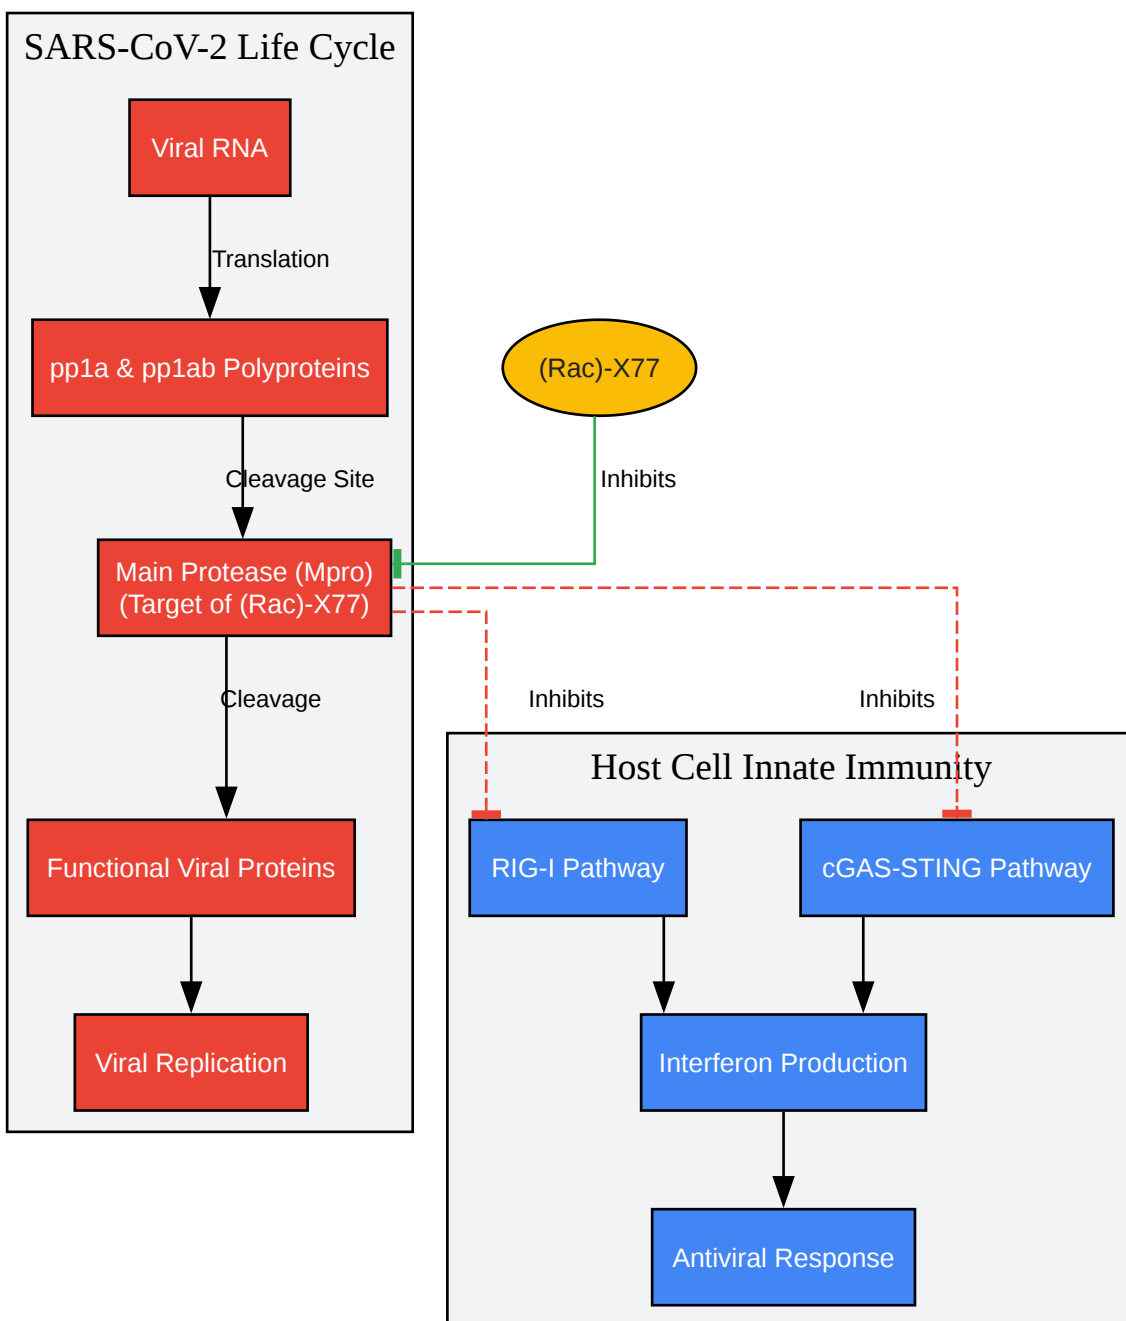 SARS-CoV-2 Life Cycle
Viral RNA
Translation
pp1a & pp1ab Polyproteins
(Rac)-X77
Cleavage Site
Inhibits
Main Protease (Mpro)
(Target of (Rac)-X77)
Cleavage
Inhibits
Inhibits
Host Cell Innate Immunity
Functional Viral Proteins
RIG-I Pathway
cGAS-STING Pathway
Viral Replication
Interferon Production
Antiviral Response